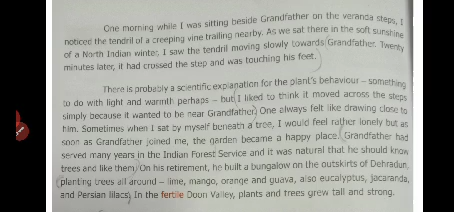 One morning while I was sitting beside Grandfather on the veranda steps, I
noticed the tendril of a creeping vine trailing nearby. As we sat there in the soft sunshine
of a North Indian winter, I saw the tendril moving slowly towards Grandfather. Twenty
minutes later, it had crossed the step and was touching his feet.
There is probably a scientific explanation for the plant's behaviour – something
to do with light and warmth perhaps – but I liked to think it moved across the steps
simply because it wanted to be near Grandfather. One always felt like drawing close to
him. Sometimes when I sat by myself beneath a tree, I would feel rather lonely but as
soon as Grandfather joined me, the garden became a happy place. Grandfather had
served many years in the Indian Forest Service and it was natural that he should know
trees and like them. On his retirement, he built a bungalow on the outskirts of Dehradun,
planting trees all around – lime, mango, orange and guava, also eucalyptus, jacaranda,
and Persian lilacs. In the fertile Doon Valley, plants and trees grew tall and strong.